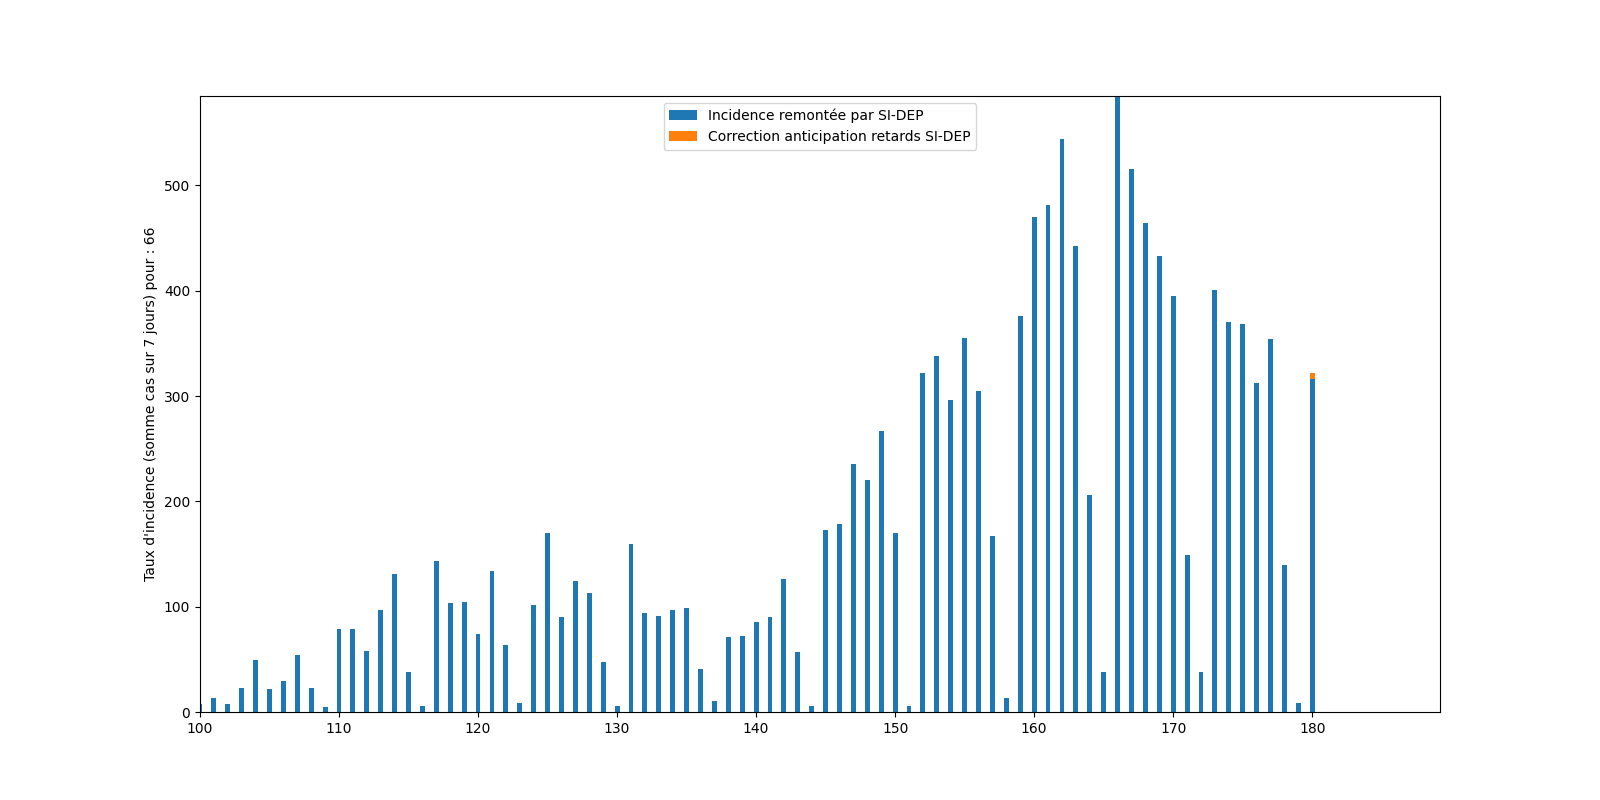 Incidence remontée par SI-DEP
Correction anticipation retards SI-DEP
Taux d'incidence (somme cas sur 7 jours) pour : 66
500
400
300
200
100
0
100 110 120 130 140 150 160 170 180